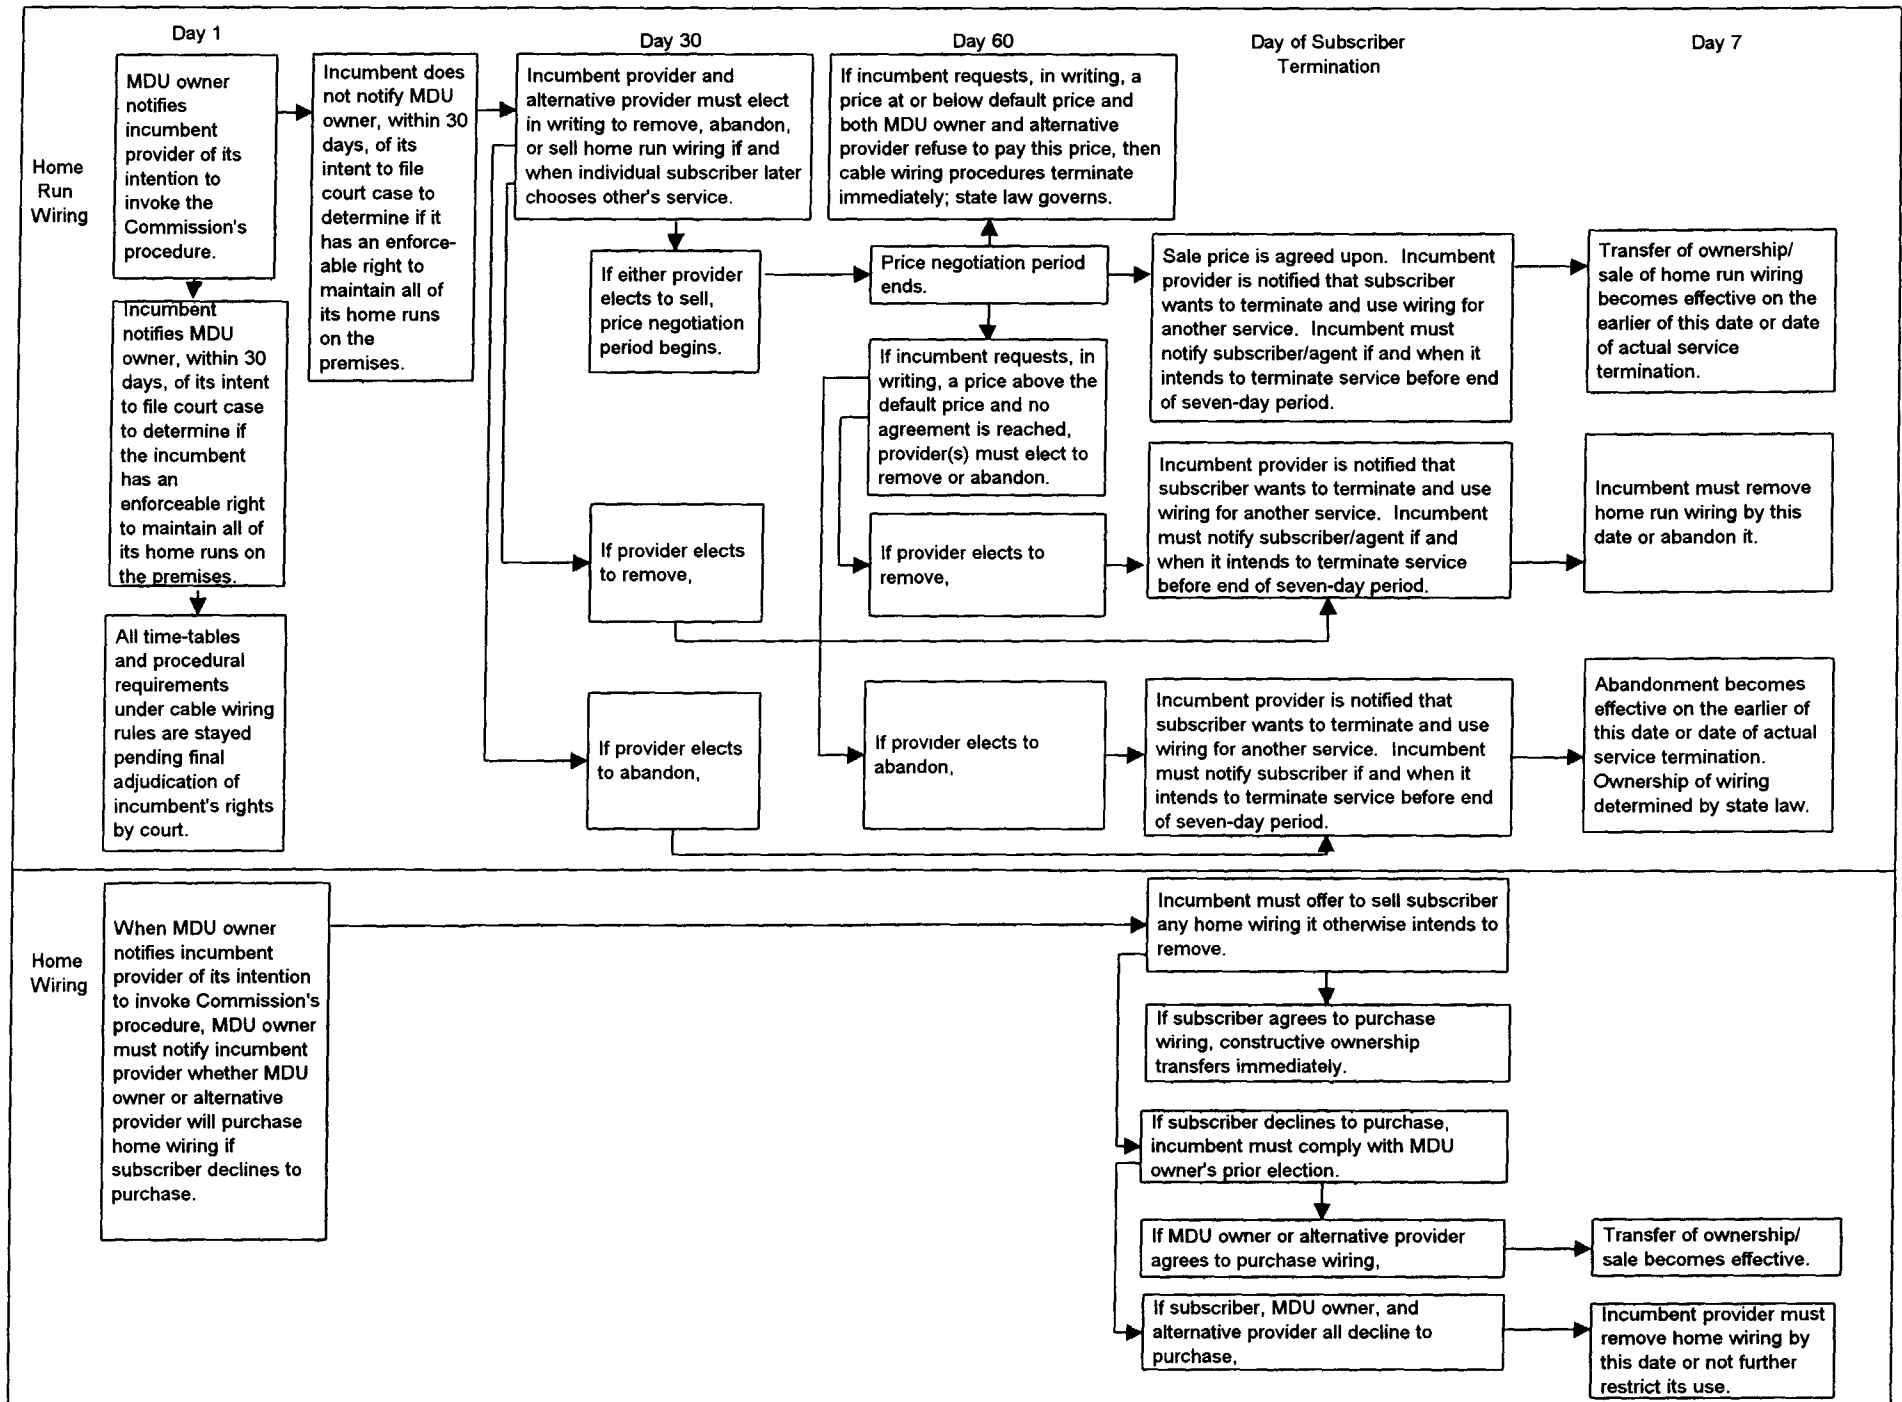 Day 1
Day 30
Day 60
Day of Subscriber
Termination
Day 7
Home
Run
Wiring
MDU owner
notifies
incumbent
provider of its
intention to
invoke the
Commission's
procedure.
Incumbent does
not notify MDU
owner, within 30
days, of its
intent to file
court case to
determine if it
has an enforce-
able right to
maintain all of
its home runs
on the
premises.
Incumbent provider and
alternative provider must elect
in writing to remove, abandon,
or sell home run wiring if and
when individual subscriber later
chooses other's service.
If incumbent requests, in writing, a
price at or below default price and
both MDU owner and alternative
provider refuse to pay this price, then
cable wiring procedures terminate
immediately; state law governs.
If either provider
elects to sell,
price negotiation
period begins.
Price negotiation period
ends.
Sale price is agreed upon. Incumbent
provider is notified that subscriber
wants to terminate and use wiring for
another service. Incumbent must
notify subscriber/agent if and when it
intends to terminate service before end
of seven-day period.
Transfer of ownership/
sale of home run wiring
becomes effective on the
earlier of this date or date
of actual service
termination.
Incumbent
notifies MDU
owner, within 30
days, of its intent
to file court case
to determine if
the incumbent
has an
enforceable right
to maintain all of
its home runs on
the premises.
If incumbent requests, in
writing, a price above the
default price and no
agreement is reached,
provider(s) must elect to
remove or abandon.
If provider elects
to remove,
If provider elects to
remove,
Incumbent provider is notified that
subscriber wants to terminate and use
wiring for another service. Incumbent
must notify subscriber/agent if and
when it intends to terminate service
before end of seven-day period.
Incumbent must remove
home run wiring by this
date or abandon it.
All time-tables
and procedural
requirements
under cable wiring
rules are stayed
pending final
adjudication of
incumbent's rights
by court.
If provider elects
to abandon,
If provider elects to
abandon,
Incumbent provider is notified that
subscriber wants to terminate and use
wiring for another service. Incumbent
must notify subscriber if and when it
intends to terminate service before end
of seven-day period.
Abandonment becomes
effective on the earlier of
this date or date of actual
service termination.
Ownership of wiring
determined by state law.
Home
Wiring
When MDU owner
notifies incumbent
provider of its intention
to invoke Commission's
procedure, MDU owner
must notify incumbent
provider whether MDU
owner or alternative
provider will purchase
home wiring if
subscriber declines to
purchase.
Incumbent must offer to sell subscriber
any home wiring it otherwise intends to
remove.
If subscriber agrees to purchase
wiring, constructive ownership
transfers immediately.
If subscriber declines to purchase,
incumbent must comply with MDU
owner's prior election.
If MDU owner or alternative provider
agrees to purchase wiring,
Transfer of ownership/
sale becomes effective.
If subscriber, MDU owner, and
alternative provider all decline to
purchase,
Incumbent provider must
remove home wiring by
this date or not further
restrict its use.